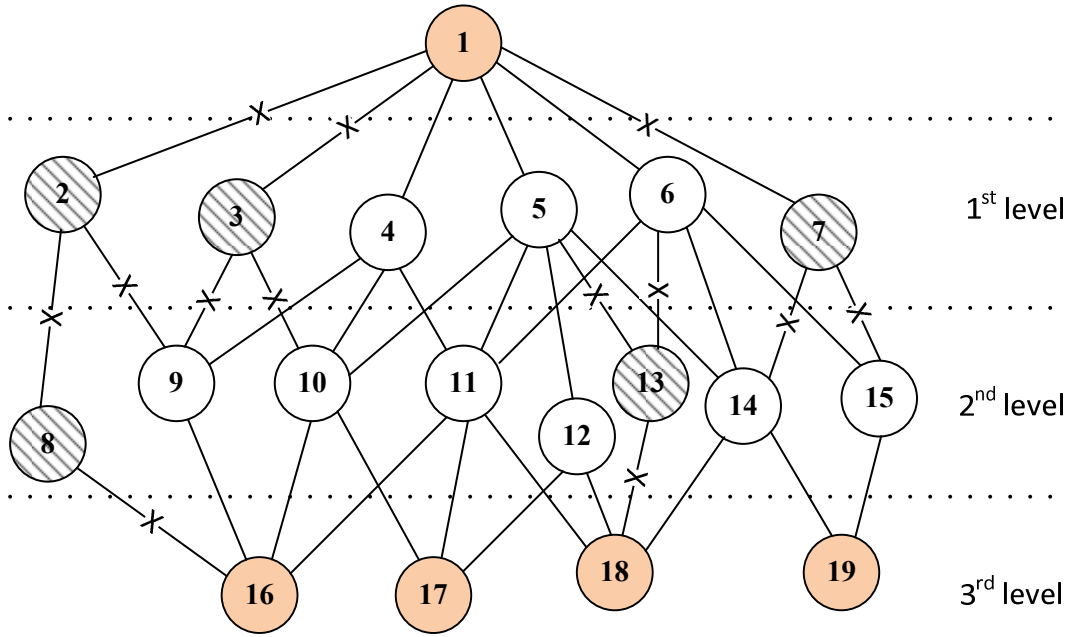 1
X X X
2 3 4 5 6 7 1st level
X X X X X X X X
9 10 11 13 14 15 2nd level
8 12
X X
16 17 18 19 3rd level